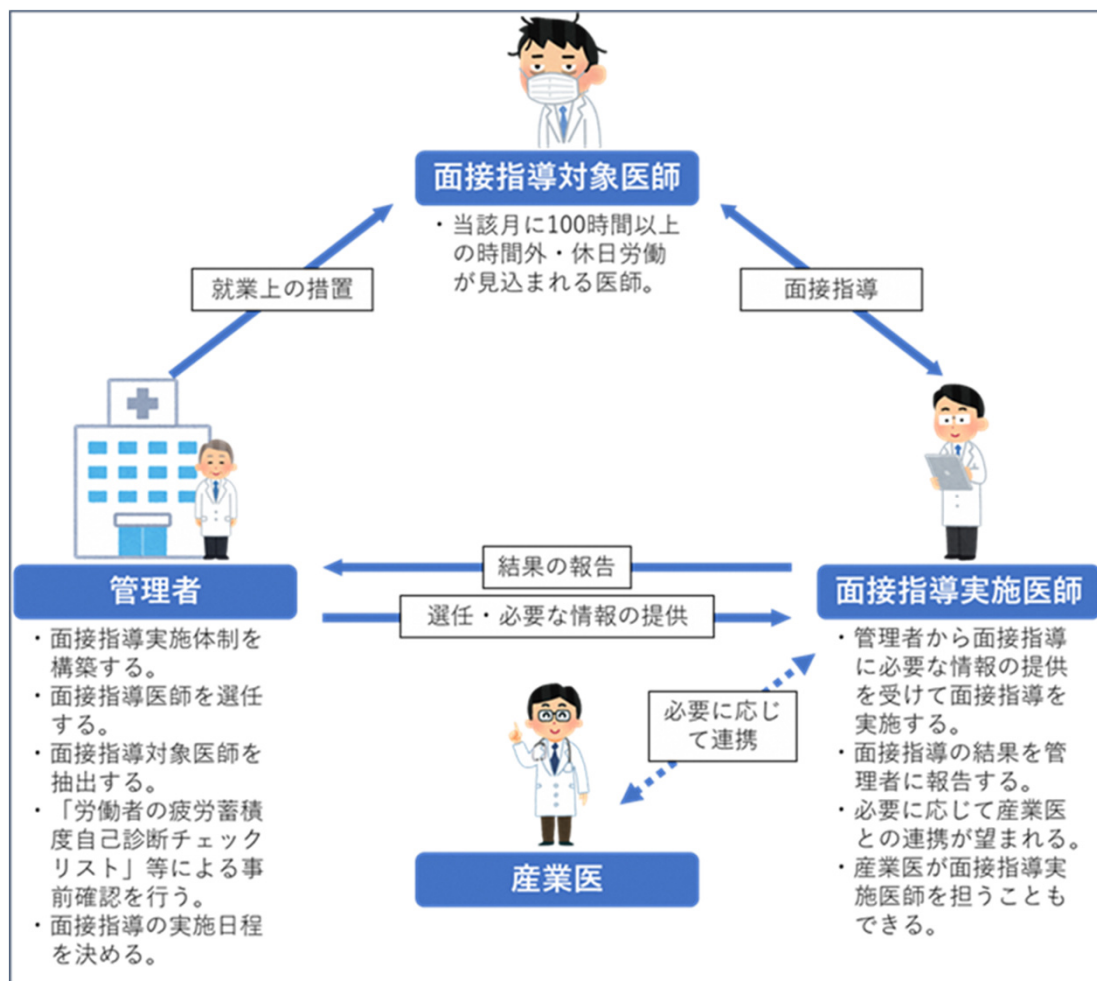 面接指導対象医師
・当該月に100時間以上
の時間外・休日労働
が見込まれる医師。
就業上の措置
面接指導
結果の報告
選任・必要な情報の提供
管理者
・面接指導実施体制を
構築する。
・面接指導医師を選任
する。
・面接指導対象医師を
抽出する。
・「労働者の疲労蓄積
度自己診断チェック
リスト」等による事
前確認を行う。
・面接指導の実施日程
を決める。
必要に応じ
て連携
産業医
面接指導実施医師
・管理者から面接指導
に必要な情報の提供
を受けて面接指導を
実施する。
・面接指導の結果を管
理者に報告する。
・必要に応じて産業医
との連携が望まれる。
・産業医が面接指導実
施医師を担うことも
できる。